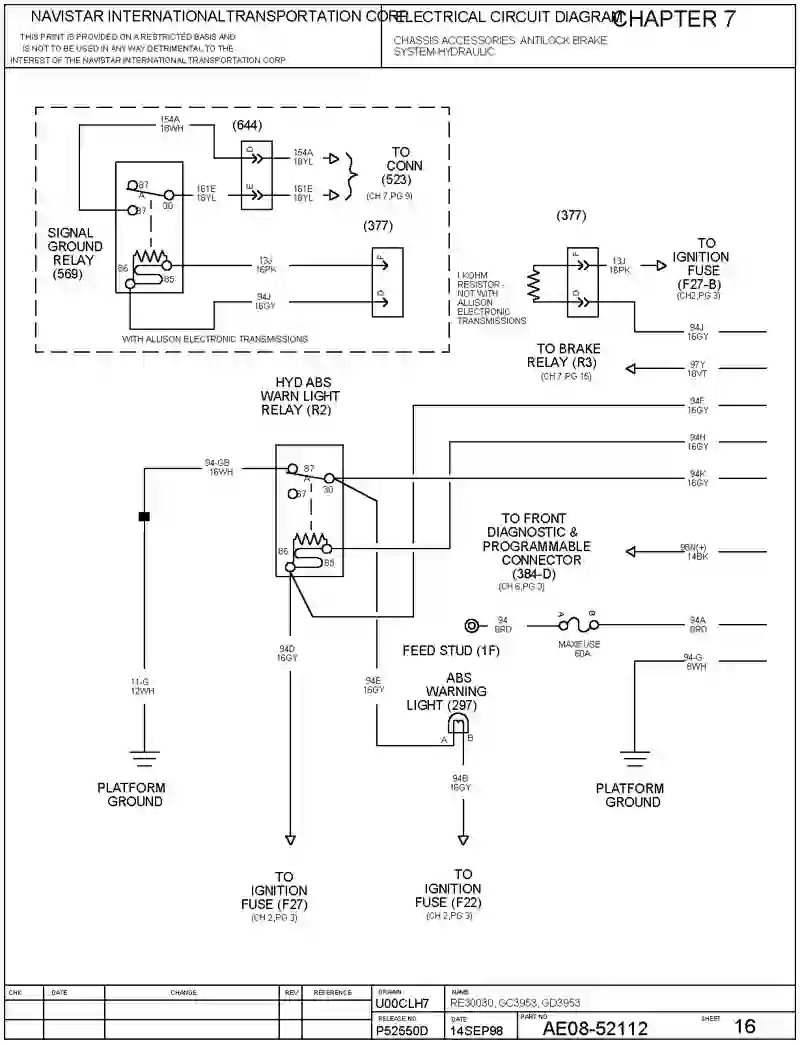 NAVISTAR INTERNATIONAL TRANSPORTATION CORP.
THIS PRINT IS PROVIDED ON A RESTRICTED BASIS AND
IS NOT TO BE USED IN ANY WAY DETRIMENTAL TO THE
INTEREST OF THE NAVISTAR INTERNATIONAL TRANSPORTATION CORP
ELECTRICAL CIRCUIT DIAGRAM
CHAPTER 7
CHASSIS ACCESSORIES: ANTILOCK BRAKE
SYSTEM-HYDRAULIC
154A
18WH
(644)
D
154A
18YL
TO
CONN
(523)
(CH 7,PG 9)
87
A
30
87
161E
18YL
E
161E
18YL
SIGNAL
GROUND
RELAY
(569)
86
85
13J
16PK
94J
16GY
(377)
F
D
WITH ALLISON ELECTRONIC TRANSMISSIONS
(377)
1 KOHM
RESISTOR -
NOT WITH
ALLISON
ELECTRONIC
TRANSMISSIONS
F
D
13J
16PK
TO
IGNITION
FUSE
(F27-B)
(CH2,PG 3)
94J
16GY
TO BRAKE
RELAY (R3)
(CH 7,PG 15)
97Y
18VT
HYD ABS
WARN LIGHT
RELAY (R2)
94F
16GY
94H
16GY
94K
16GY
94-GB
16WH
87
A
30
87
86
85
TO FRONT
DIAGNOSTIC &
PROGRAMMABLE
CONNECTOR
(384-D)
(CH 6,PG 3)
98N(+)
14BK
FEED STUD (1F)
94
8RD
A
B
MAXIFUSE
60A
94A
8RD
94-G
8WH
94D
16GY
94E
16GY
ABS
WARNING
LIGHT (297)
A
B
94B
16GY
11-G
12WH
PLATFORM
GROUND
PLATFORM
GROUND
TO
IGNITION
FUSE (F27)
(CH 2,PG 3)
TO
IGNITION
FUSE (F22)
(CH 2,PG 3)
CHK
DATE
CHANGE
REV
REFERENCE
DRAWN
U00CLH7
NAME
RE30030, GC3953, GD3953
RELEASE NO.
P52550D
DATE
14SEP98
PART NO
AE08-52112
SHEET
16